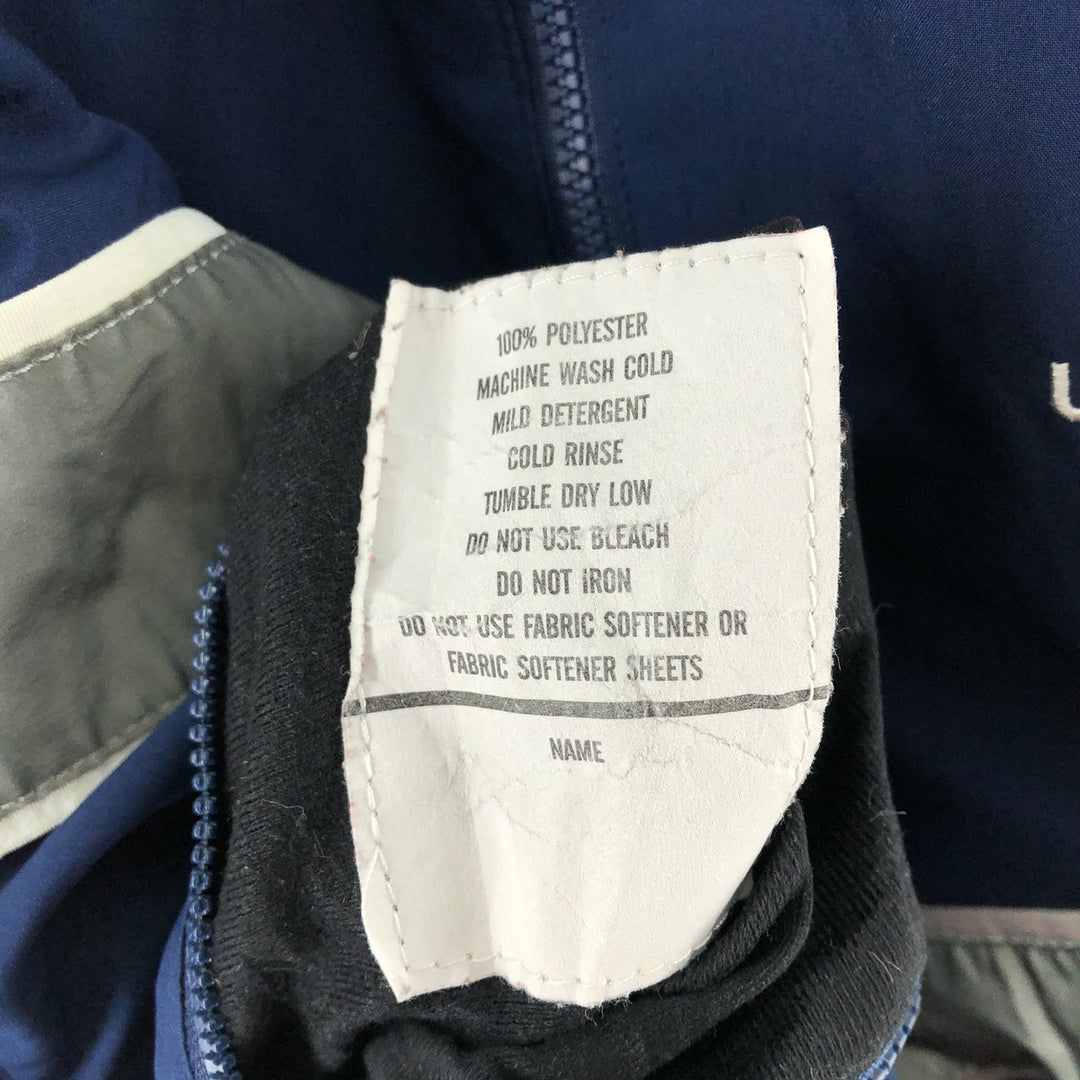 100% POLYESTER
MACHINE WASH COLD
MILD DETERGENT
COLD RINSE
TUMBLE DRY LOW
DO NOT USE BLEACH
DO NOT IRON
DO NOT USE FABRIC SOFTENER OR
FABRIC SOFTENER SHEETS
NAME